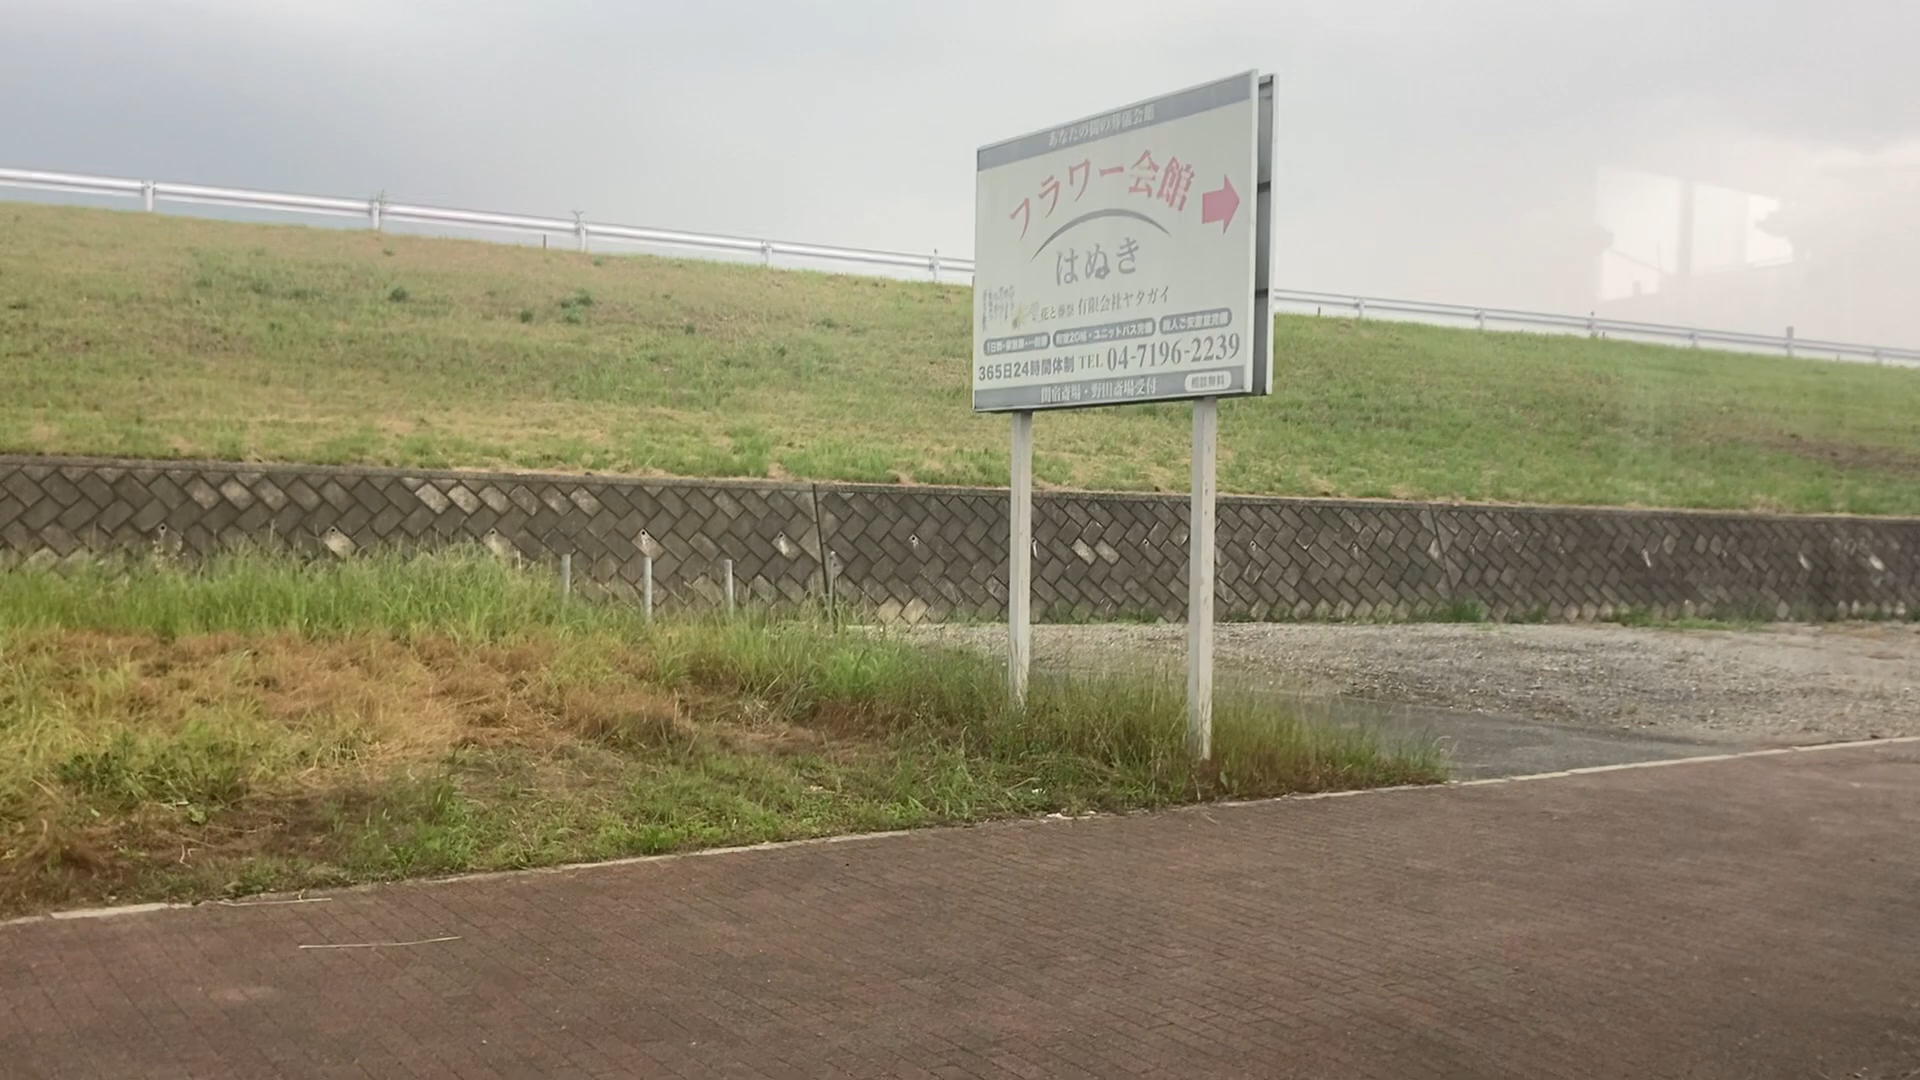 あなたの街の葬儀会館
フラワー会館
はぬき
花と葬祭 有限会社ヤタガイ
1日葬・家族葬・一般葬 和室20帖・ユニットバス完備 故人ご安置室完備
365日24時間体制 TEL 04-7196-2239
関宿斎場・野田斎場受付 相談無料